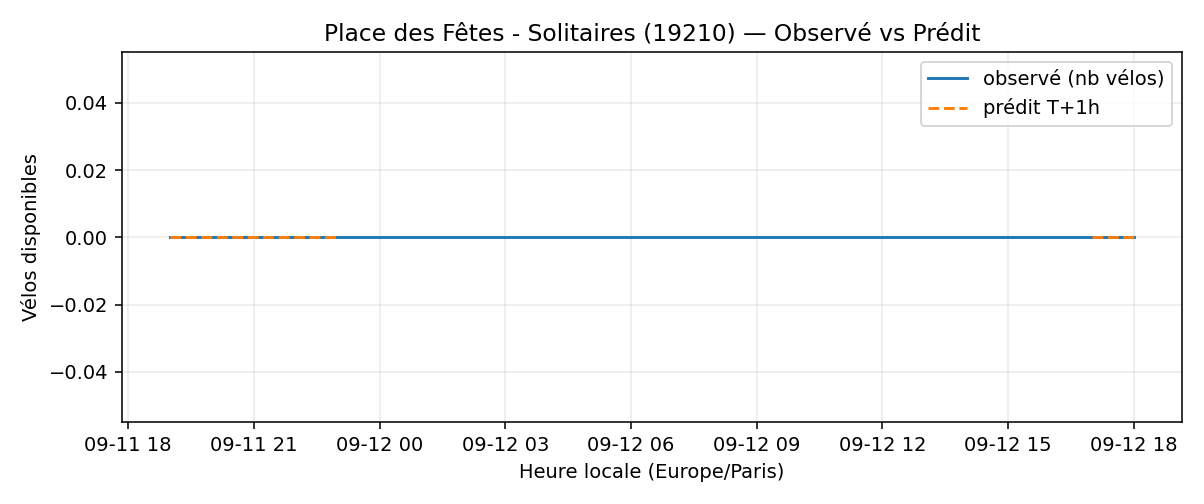 Place des Fêtes - Solitaires (19210) — Observé vs Prédit
observé (nb vélos)
prédit T+1h
Vélos disponibles
0.04
0.02
0.00
−0.02
−0.04
09-11 18 09-11 21 09-12 00 09-12 03 09-12 06 09-12 09 09-12 12 09-12 15 09-12 18
Heure locale (Europe/Paris)